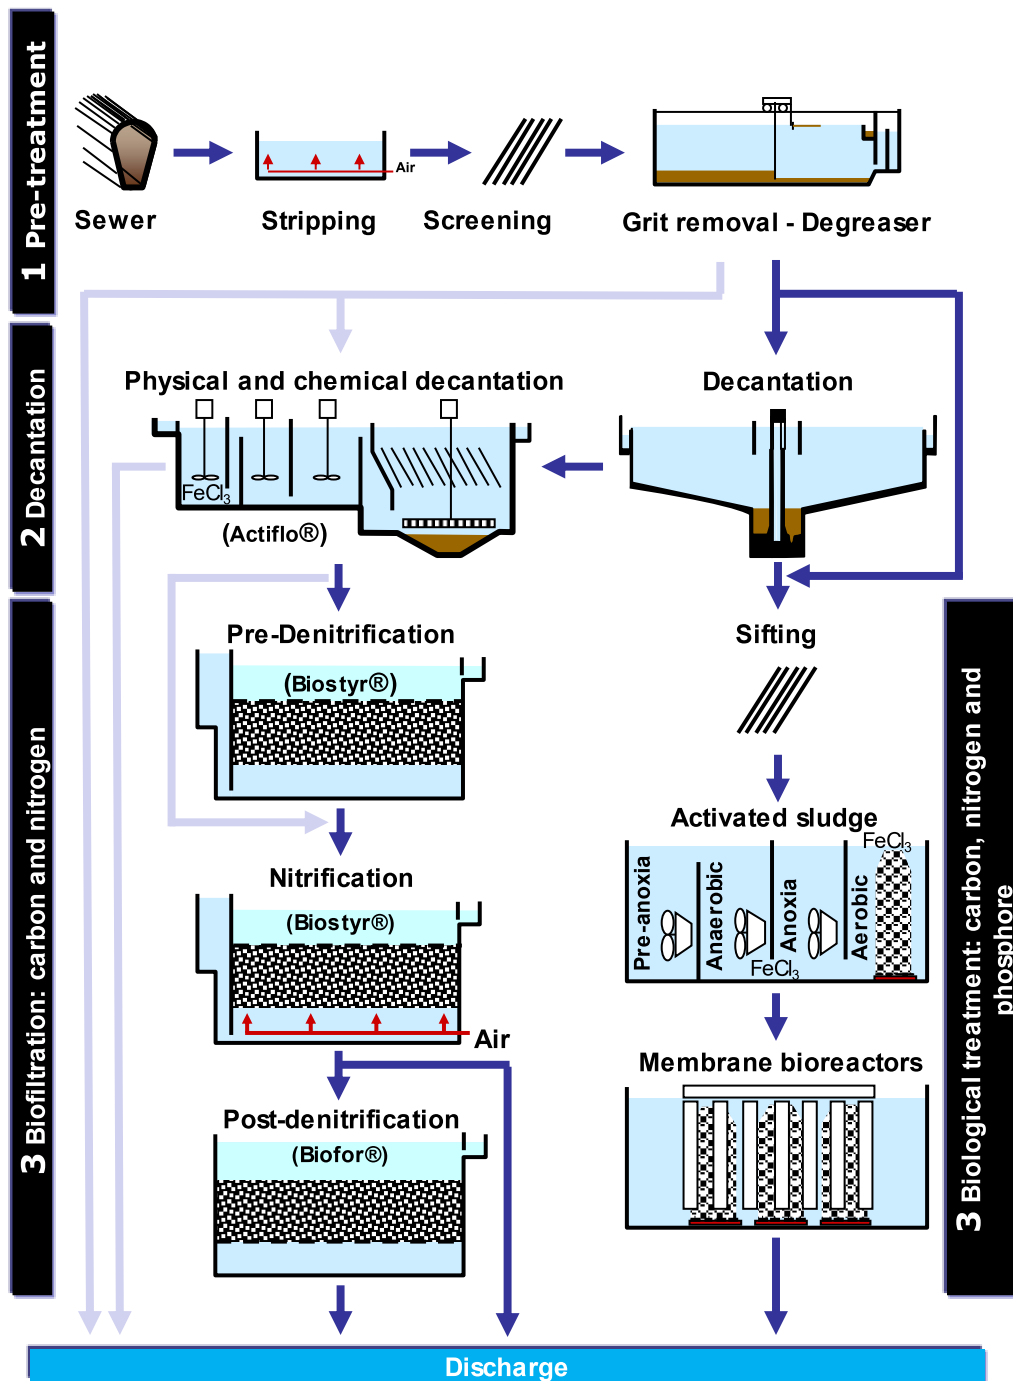 1 Pre-treatment
Air
Sewer
Stripping
Screening
Grit removal - Degreaser
2 Decantation
Physical and chemical decantation
Decantation
FeCl3
(Actiflo®)
3 Biofiltration: carbon and nitrogen
Pre-Denitrification
(Biostyr®)
Sifting
3 Biological treatment: carbon, nitrogen and
phosphore
Activated sludge
FeCl3
Pre-anoxia
Anaerobic
Anoxia
Aerobic
FeCl3
Nitrification
(Biostyr®)
Air
Membrane bioreactors
Post-denitrification
(Biofor®)
Discharge